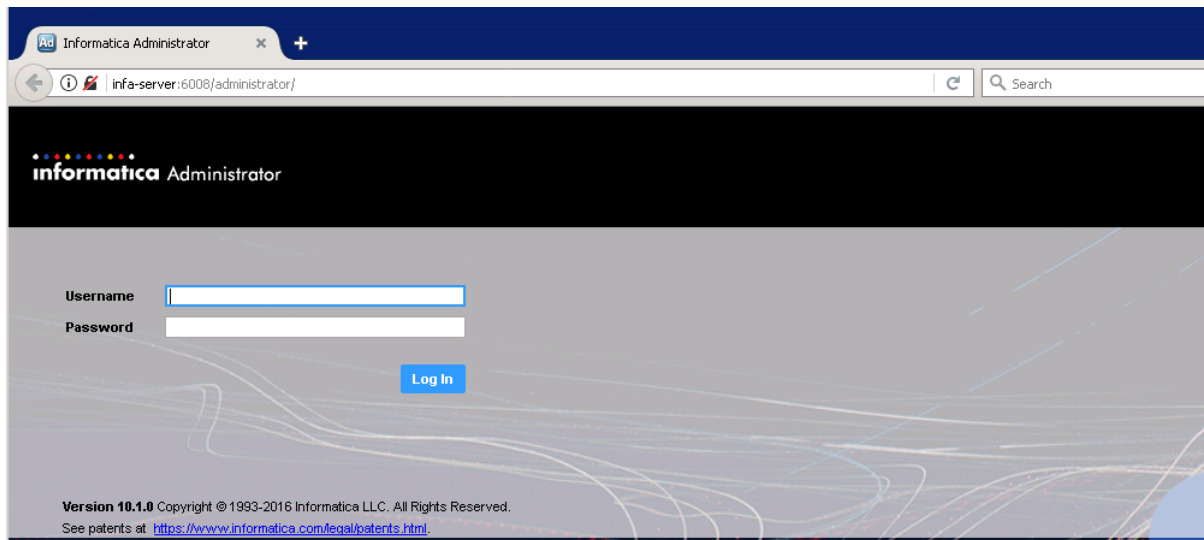 Ad Informatica Administrator × +
infa-server:6008/administrator/ Search
informatica Administrator
Username
Password
Log In
Version 10.1.0 Copyright © 1993-2016 Informatica LLC. All Rights Reserved.
See patents at https://www.informatica.com/legal/patents.html.